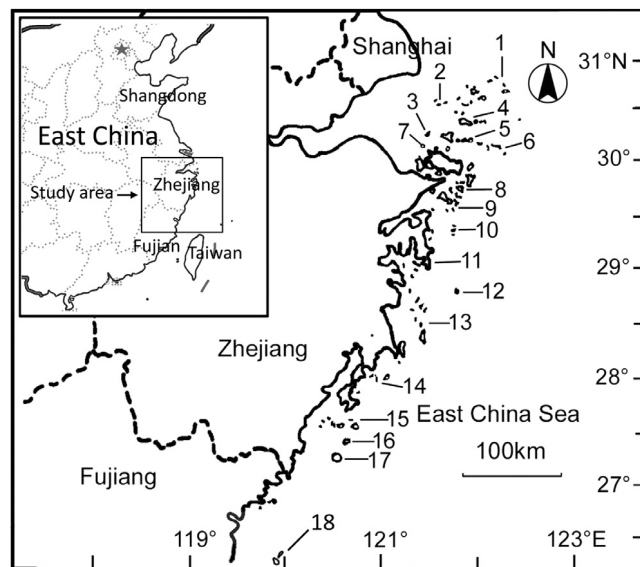 Shanghai
31°N
N
1
2
3
4
5
6
7
30°
8
9
10
29°
11
12
13
Zhejiang
28°
14
15
East China Sea
16
17
100km
Fujiang
27°
18
119°
121°
123°E
Shangdong
East China
Study area
Zhejiang
Fujian
Taiwan